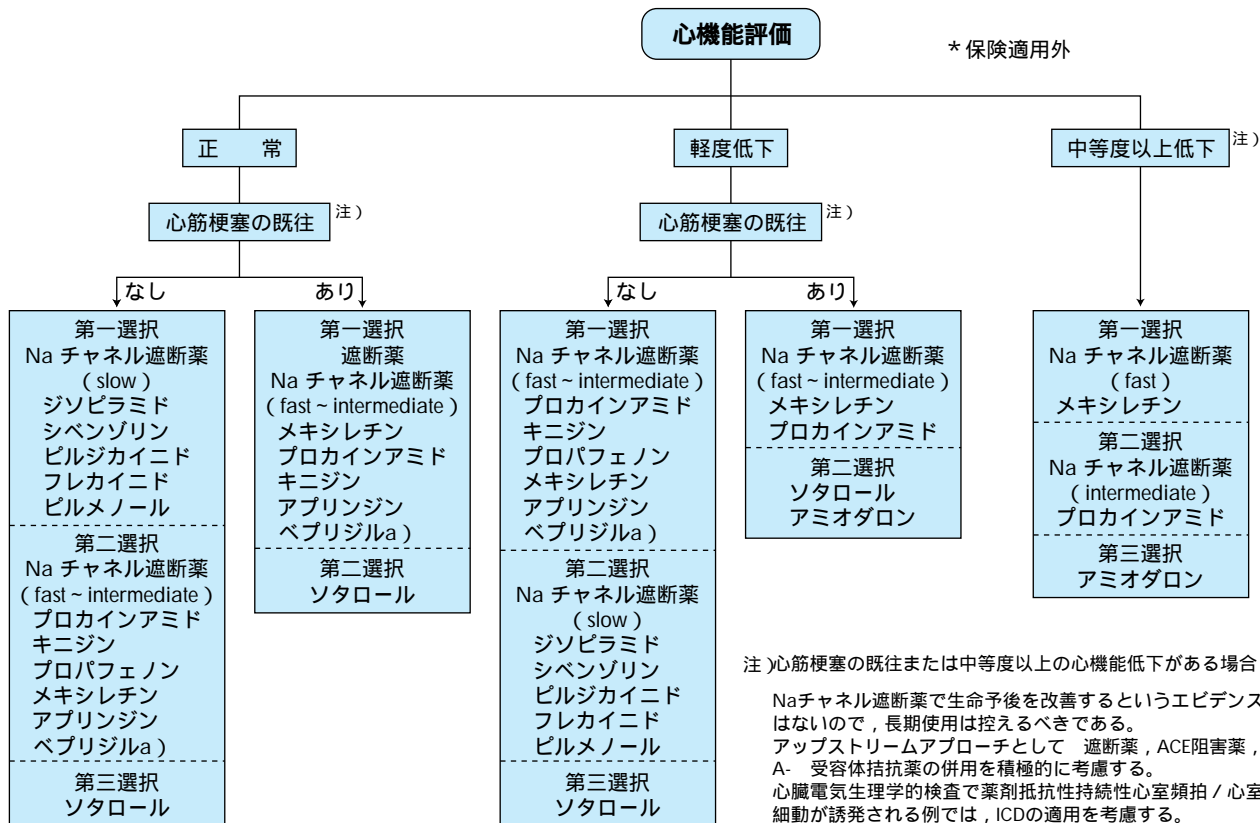 心機能評価
* 保険適用外
正 常
軽度低下
中等度以上低下 注)
心筋梗塞の既往 注)
心筋梗塞の既往 注)
なし
あり
なし
あり
第一選択
Na チャネル遮断薬
(slow)
ジソピラミド
シベンゾリン
ピルジカイニド
フレカイニド
ピルメノール
第二選択
Na チャネル遮断薬
(fast ~ intermediate)
プロカインアミド
キニジン
プロパフェノン
メキシレチン
アプリンジン
ベプリジルa)
第三選択
ソタロール
第一選択
遮断薬
Na チャネル遮断薬
(fast ~ intermediate)
メキシレチン
プロカインアミド
キニジン
アプリンジン
ベプリジルa)
第二選択
ソタロール
第一選択
Na チャネル遮断薬
(fast ~ intermediate)
プロカインアミド
キニジン
プロパフェノン
メキシレチン
アプリンジン
ベプリジルa)
第二選択
Na チャネル遮断薬
(slow)
ジソピラミド
シベンゾリン
ピルジカイニド
フレカイニド
ピルメノール
第三選択
ソタロール
第一選択
Na チャネル遮断薬
(fast ~ intermediate)
メキシレチン
プロカインアミド
第二選択
ソタロール
アミオダロン
第一選択
Na チャネル遮断薬
(fast)
メキシレチン
第二選択
Na チャネル遮断薬
(intermediate)
プロカインアミド
第三選択
アミオダロン
注)心筋梗塞の既往または中等度以上の心機能低下がある場合
Naチャネル遮断薬で生命予後を改善するというエビデンス
はないので，長期使用は控えるべきである。
アップストリームアプローチとして 遮断薬，ACE阻害薬，
A- 受容体拮抗薬の併用を積極的に考慮する。
心臓電気生理学的検査で薬剤抵抗性持続性心室頻拍 / 心室
細動が誘発される例では，ICDの適用を考慮する。